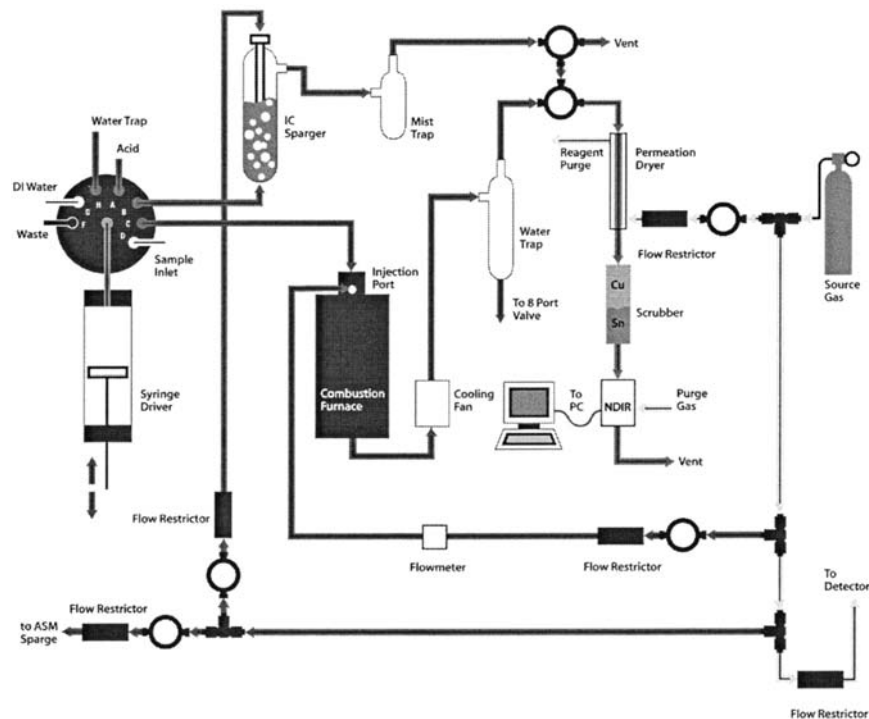 Vent
IC
Sparger
Mist
Trap
Water Trap
Acid
DI Water
H
A
G
B
F
C
D
Waste
Sample
Inlet
Reagent
Purge
Permeation
Dryer
Water
Trap
Flow Restrictor
Source
Gas
Injection
Port
To 8 Port
Valve
Cu
Sn
Scrubber
Syringe
Driver
Combustion
Furnace
Cooling
Fan
To
PC
NDIR
Purge
Gas
Vent
Flow Restrictor
Flowmeter
Flow Restrictor
To
Detector
Flow Restrictor
to ASM
Sparge
Flow Restrictor